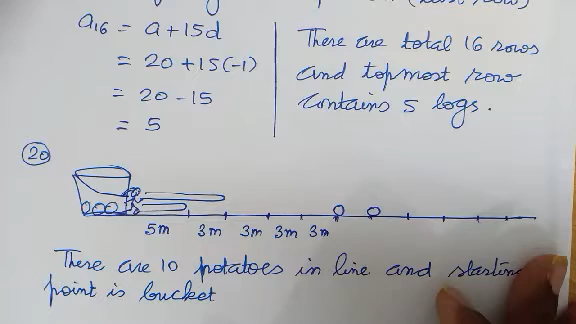 a16 = a + 15d
= 20 + 15(-1)
= 20 - 15
= 5
There are total 16 rows
and topmost row
contains 5 logs.
20
5m 3m 3m 3m 3m
There are 10 potatoes in line and starting
point is bucket